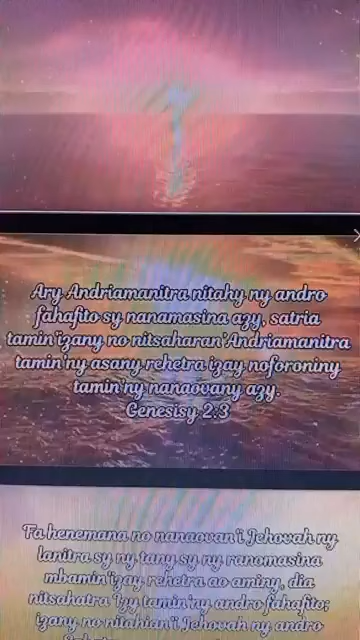 Ary Andriamanitra nitahy ny andro
fahafito sy nanamasina azy, satria
tamin'izany no nitsaharan'Andriamanitra
tamin'ny asany rehetra izay noforoniny
tamin'ny nanaovany azy.
Genesisy 2:3
Fa henemana no nanaovan'i Jehovah ny
lanitra sy ny tany sy ny ranomasina
mbamin'izay rehetra ao aminy, dia
nitsahatra Izy tamin'ny andro fahafito;
izany no nitahian'i Jehovah ny andro